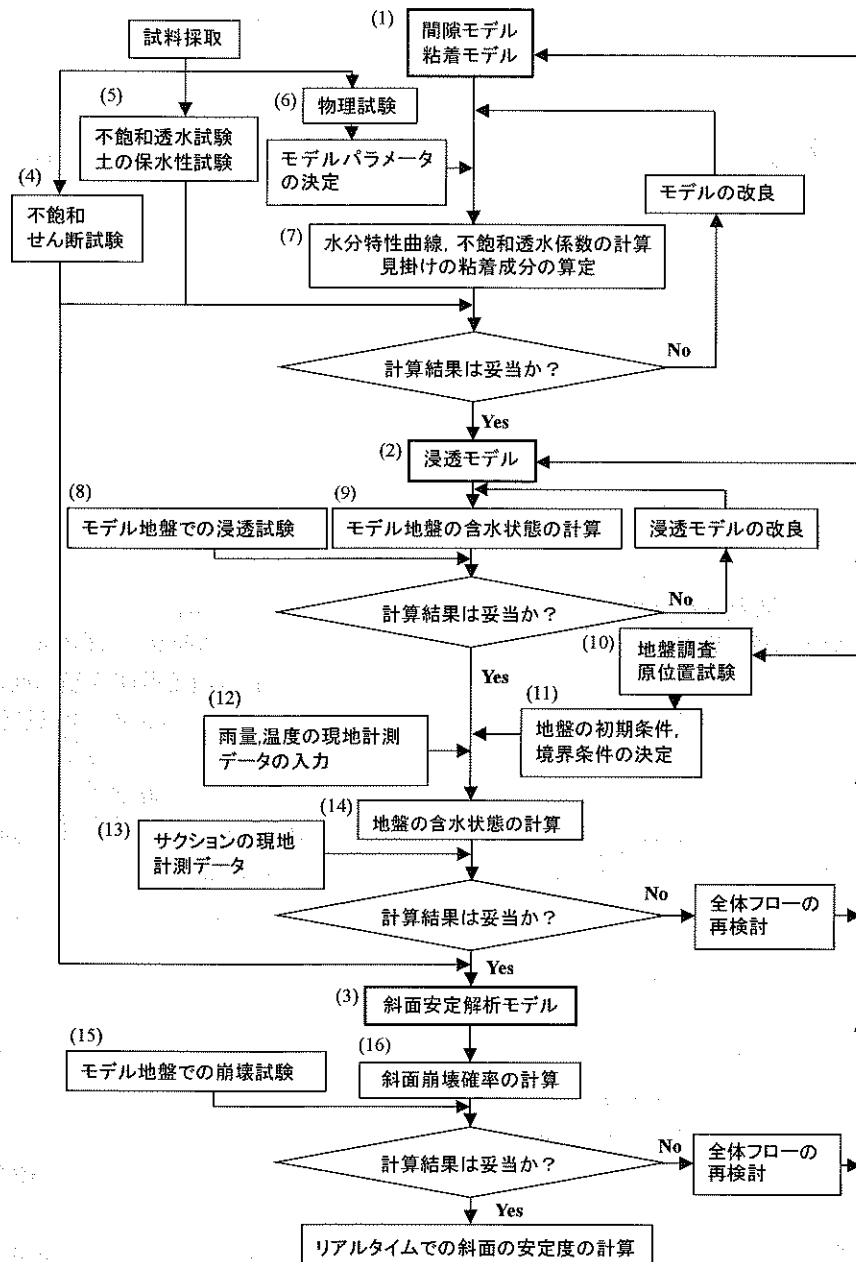 試料採取
(1)
間隙モデル
粘着モデル
(5)
不飽和透水試験
土の保水性試験
(6)
物理試験
モデルパラメータ
の決定
モデルの改良
(4)
不飽和
せん断試験
(7)
水分特性曲線, 不飽和透水係数の計算
見掛けの粘着成分の算定
計算結果は妥当か?
No
Yes
(2)
浸透モデル
(8)
モデル地盤での浸透試験
(9)
モデル地盤の含水状態の計算
浸透モデルの改良
計算結果は妥当か?
No
Yes
(10)
地盤調査
原位置試験
(11)
地盤の初期条件,
境界条件の決定
(12)
雨量,温度の現地計測
データの入力
(14)
地盤の含水状態の計算
(13)
サクションの現地
計測データ
計算結果は妥当か?
No
全体フローの
再検討
Yes
(3)
斜面安定解析モデル
(15)
モデル地盤での崩壊試験
(16)
斜面崩壊確率の計算
計算結果は妥当か?
No
全体フローの
再検討
Yes
リアルタイムでの斜面の安定度の計算